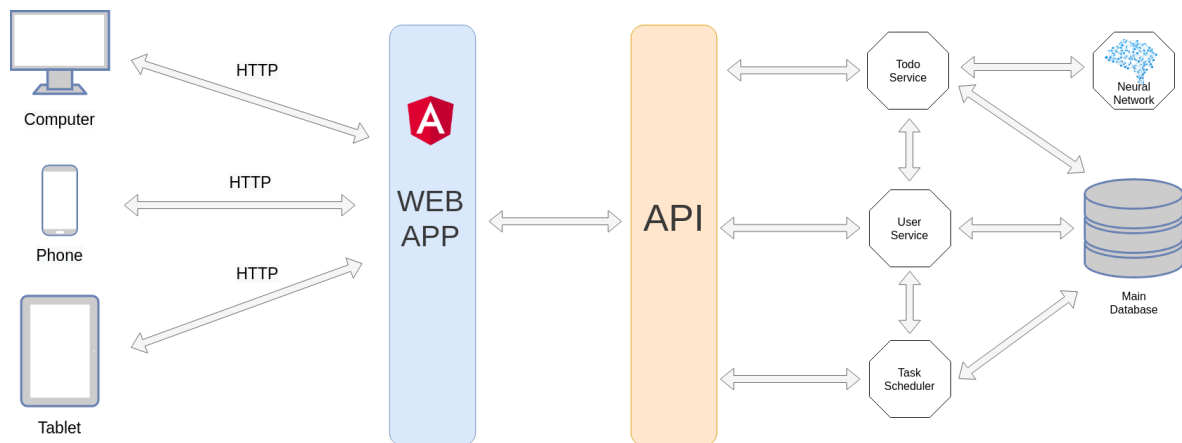 Computer
HTTP
Phone
HTTP
Tablet
HTTP
A
WEB
APP
API
Todo
Service
User
Service
Task
Scheduler
Neural
Network
Main
Database